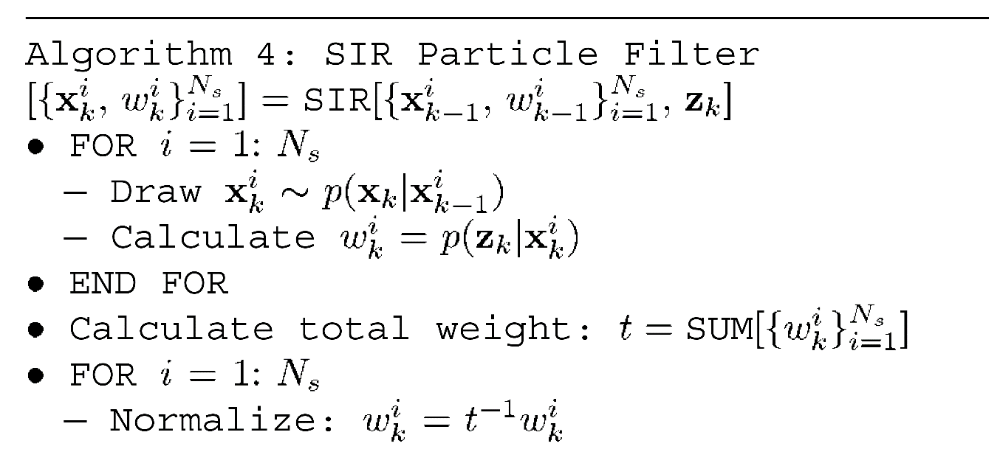 Algorithm 4: SIR Particle Filter
$[\{\mathbf{x}_k^i, w_k^i\}_{i=1}^{N_s}] = \text{SIR}[\{\mathbf{x}_{k-1}^i, w_{k-1}^i\}_{i=1}^{N_s}, \mathbf{z}_k]$
• FOR $i = 1: N_s$
– Draw $\mathbf{x}_k^i \sim p(\mathbf{x}_k|\mathbf{x}_{k-1}^i)$
– Calculate $w_k^i = p(\mathbf{z}_k|\mathbf{x}_k^i)$
• END FOR
• Calculate total weight: $t = \text{SUM}[\{w_k^i\}_{i=1}^{N_s}]$
• FOR $i = 1: N_s$
– Normalize: $w_k^i = t^{-1} w_k^i$